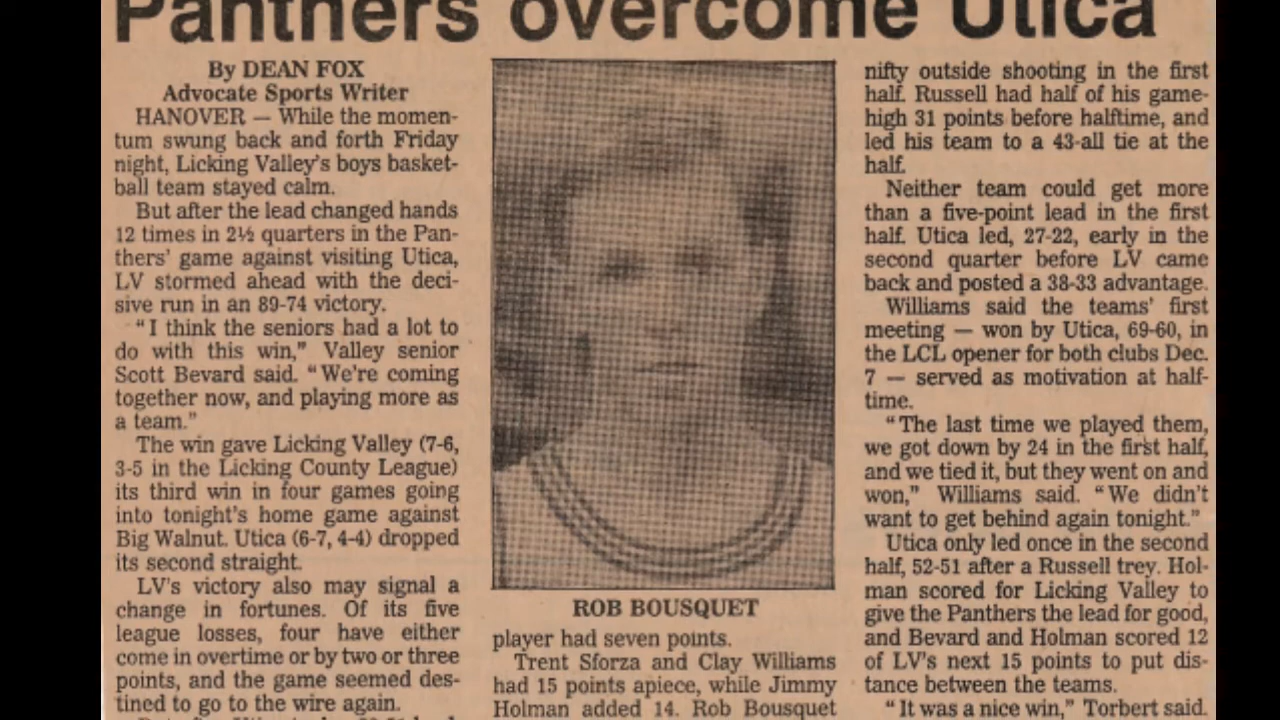 Panthers overcome Utica
By DEAN FOX
Advocate Sports Writer
HANOVER — While the momen-
tum swung back and forth Friday
night, Licking Valley's boys basket-
ball team stayed calm.
But after the lead changed hands
12 times in 2½ quarters in the Pan-
thers' game against visiting Utica,
LV stormed ahead with the deci-
sive run in an 89-74 victory.
"I think the seniors had a lot to
do with this win," Valley senior
Scott Bevard said. "We're coming
together now, and playing more as
a team."
The win gave Licking Valley (7-6,
3-5 in the Licking County League)
its third win in four games going
into tonight's home game against
Big Walnut. Utica (6-7, 4-4) dropped
its second straight.
LV's victory also may signal a
change in fortunes. Of its five
league losses, four have either
come in overtime or by two or three
points, and the game seemed des-
tined to go to the wire again.
ROB BOUSQUET
player had seven points.
Trent Sforza and Clay Williams
had 15 points apiece, while Jimmy
Holman added 14. Rob Bousquet
nifty outside shooting in the first
half. Russell had half of his game-
high 31 points before halftime, and
led his team to a 43-all tie at the
half.
Neither team could get more
than a five-point lead in the first
half. Utica led, 27-22, early in the
second quarter before LV came
back and posted a 38-33 advantage.
Williams said the teams' first
meeting — won by Utica, 69-60, in
the LCL opener for both clubs Dec.
7 — served as motivation at half-
time.
"The last time we played them,
we got down by 24 in the first half,
and we tied it, but they went on and
won," Williams said. "We didn't
want to get behind again tonight."
Utica only led once in the second
half, 52-51 after a Russell trey. Hol-
man scored for Licking Valley to
give the Panthers the lead for good,
and Bevard and Holman scored 12
of LV's next 15 points to put dis-
tance between the teams.
"It was a nice win," Torbert said.